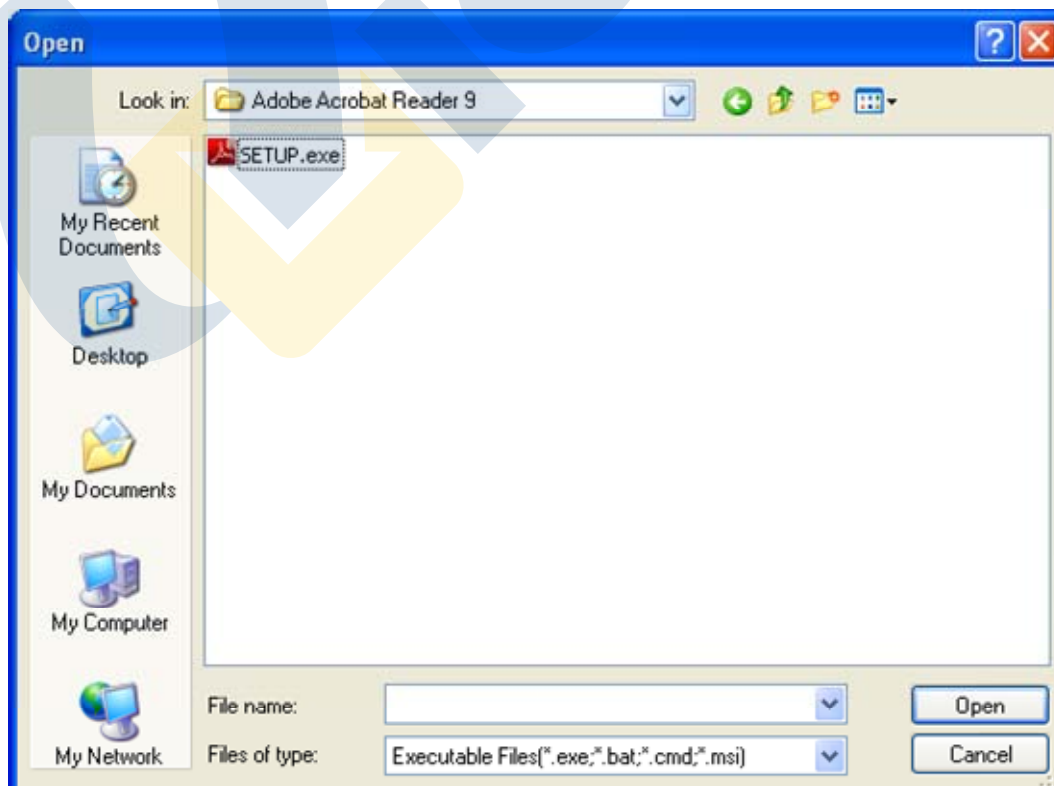 Open
Look in:
Adobe Acrobat Reader 9
SETUP.exe
My Recent
Documents
Desktop
My Documents
My Computer
My Network
File name:
Open
Files of type:
Executable Files(*.exe;*.bat;*.cmd;*.msi)
Cancel